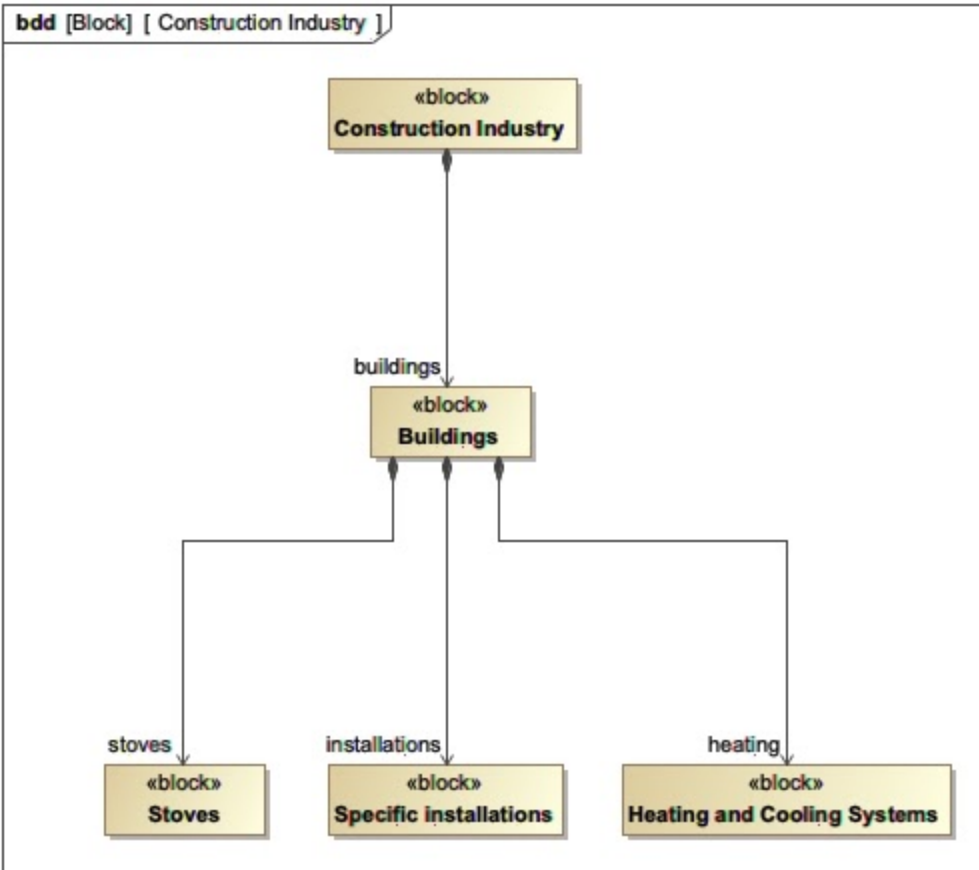 bdd [Block] [ Construction Industry ]
«block»
Construction Industry
buildings
«block»
Buildings
stoves
installations
heating
«block»
Stoves
«block»
Specific installations
«block»
Heating and Cooling Systems